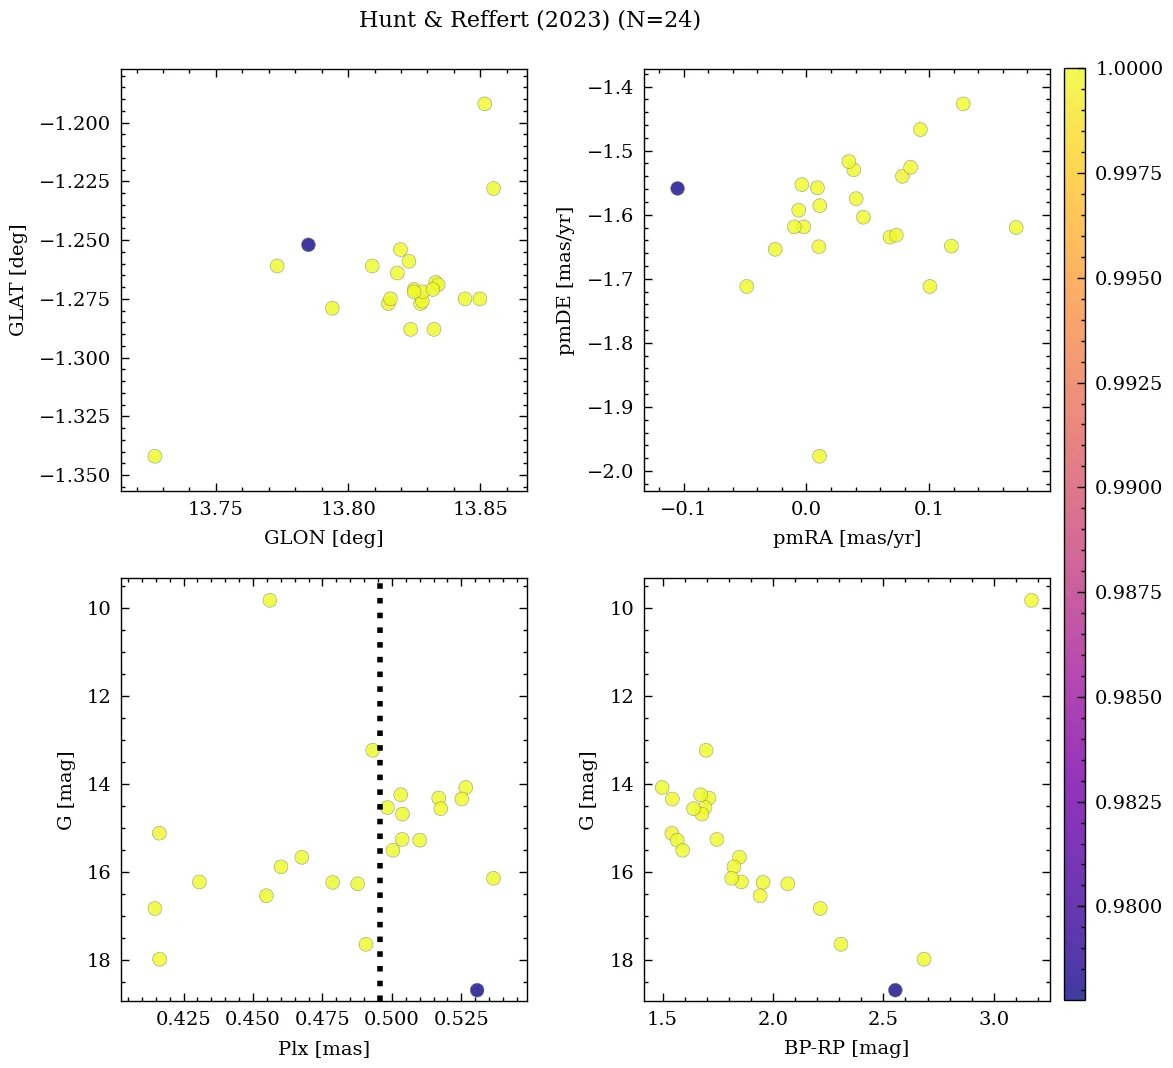 Hunt & Reffert (2023) (N=24)
−1.200
−1.225
−1.250
−1.275
−1.300
−1.325
−1.350
GLAT [deg]
13.75 13.80 13.85
GLON [deg]
−1.4
−1.5
−1.6
−1.7
−1.8
−1.9
−2.0
pmDE [mas/yr]
−0.1 0.0 0.1
pmRA [mas/yr]
1.0000
0.9975
0.9950
0.9925
0.9900
0.9875
0.9850
0.9825
0.9800
10
12
14
16
18
G [mag]
0.425 0.450 0.475 0.500 0.525
Plx [mas]
10
12
14
16
18
G [mag]
1.5 2.0 2.5 3.0
BP-RP [mag]